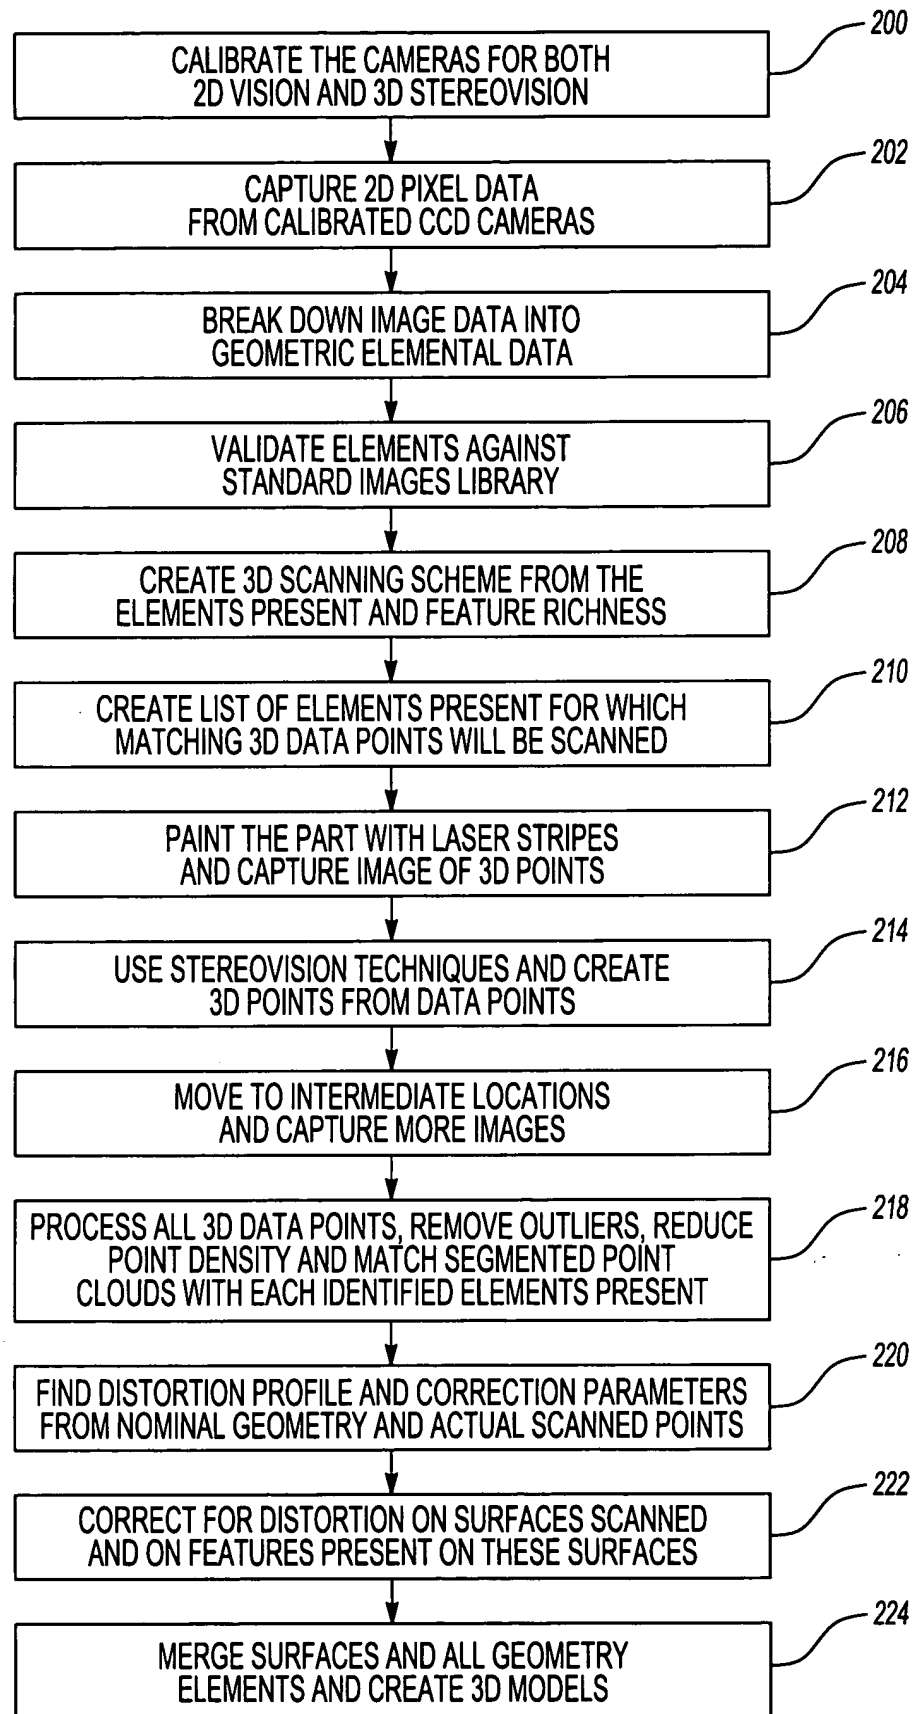 200
CALIBRATE THE CAMERAS FOR BOTH
2D VISION AND 3D STEREOVISION
202
CAPTURE 2D PIXEL DATA
FROM CALIBRATED CCD CAMERAS
204
BREAK DOWN IMAGE DATA INTO
GEOMETRIC ELEMENTAL DATA
206
VALIDATE ELEMENTS AGAINST
STANDARD IMAGES LIBRARY
208
CREATE 3D SCANNING SCHEME FROM THE
ELEMENTS PRESENT AND FEATURE RICHNESS
210
CREATE LIST OF ELEMENTS PRESENT FOR WHICH
MATCHING 3D DATA POINTS WILL BE SCANNED
212
PAINT THE PART WITH LASER STRIPES
AND CAPTURE IMAGE OF 3D POINTS
214
USE STEREOVISION TECHNIQUES AND CREATE
3D POINTS FROM DATA POINTS
216
MOVE TO INTERMEDIATE LOCATIONS
AND CAPTURE MORE IMAGES
218
PROCESS ALL 3D DATA POINTS, REMOVE OUTLIERS, REDUCE
POINT DENSITY AND MATCH SEGMENTED POINT
CLOUDS WITH EACH IDENTIFIED ELEMENTS PRESENT
220
FIND DISTORTION PROFILE AND CORRECTION PARAMETERS
FROM NOMINAL GEOMETRY AND ACTUAL SCANNED POINTS
222
CORRECT FOR DISTORTION ON SURFACES SCANNED
AND ON FEATURES PRESENT ON THESE SURFACES
224
MERGE SURFACES AND ALL GEOMETRY
ELEMENTS AND CREATE 3D MODELS